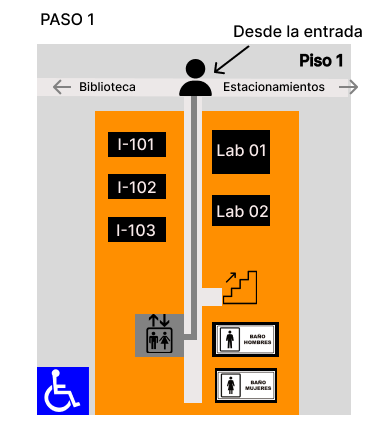 PASO 1
Desde la entrada
Piso 1
Biblioteca
Estacionamientos
I-101
Lab 01
I-102
Lab 02
I-103
BAÑO
HOMBRES
BAÑO
MUJERES